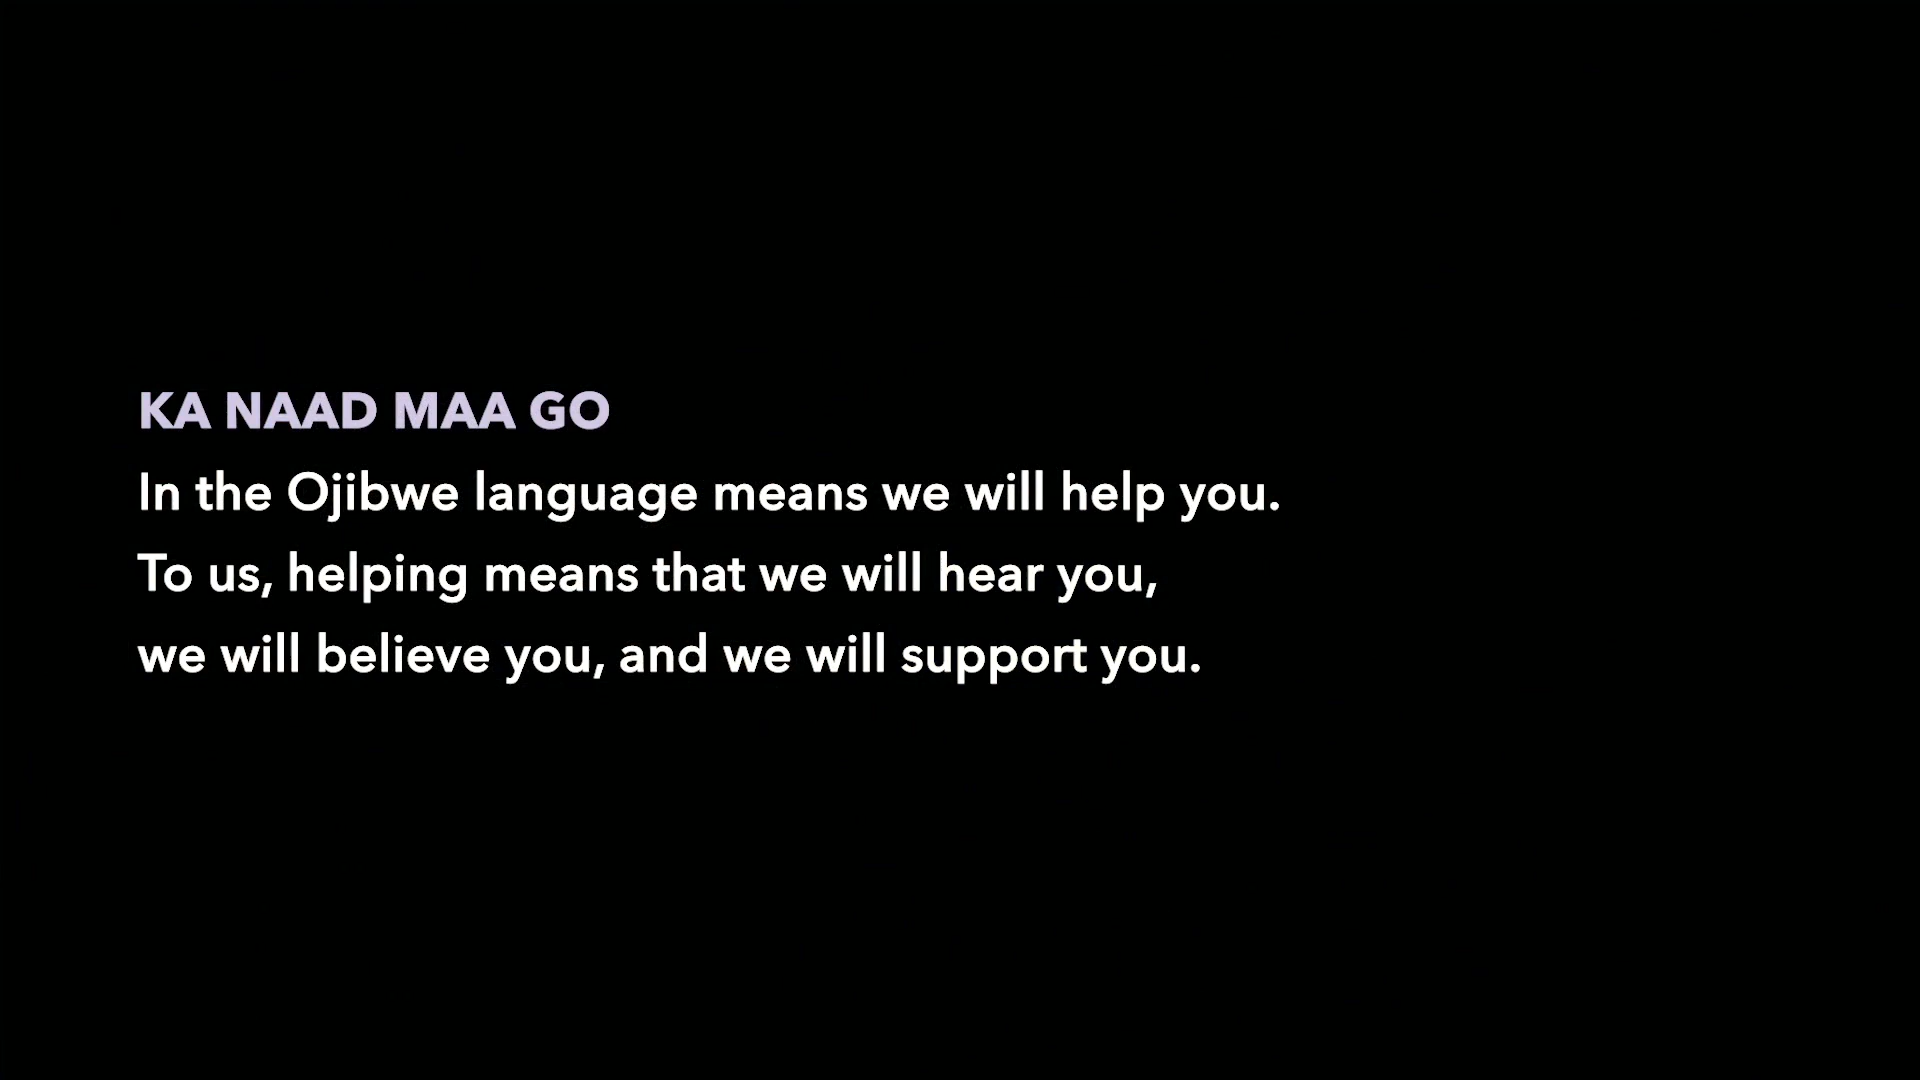 KA NAAD MAA GO
In the Ojibwe language means we will help you.
To us, helping means that we will hear you,
we will believe you, and we will support you.